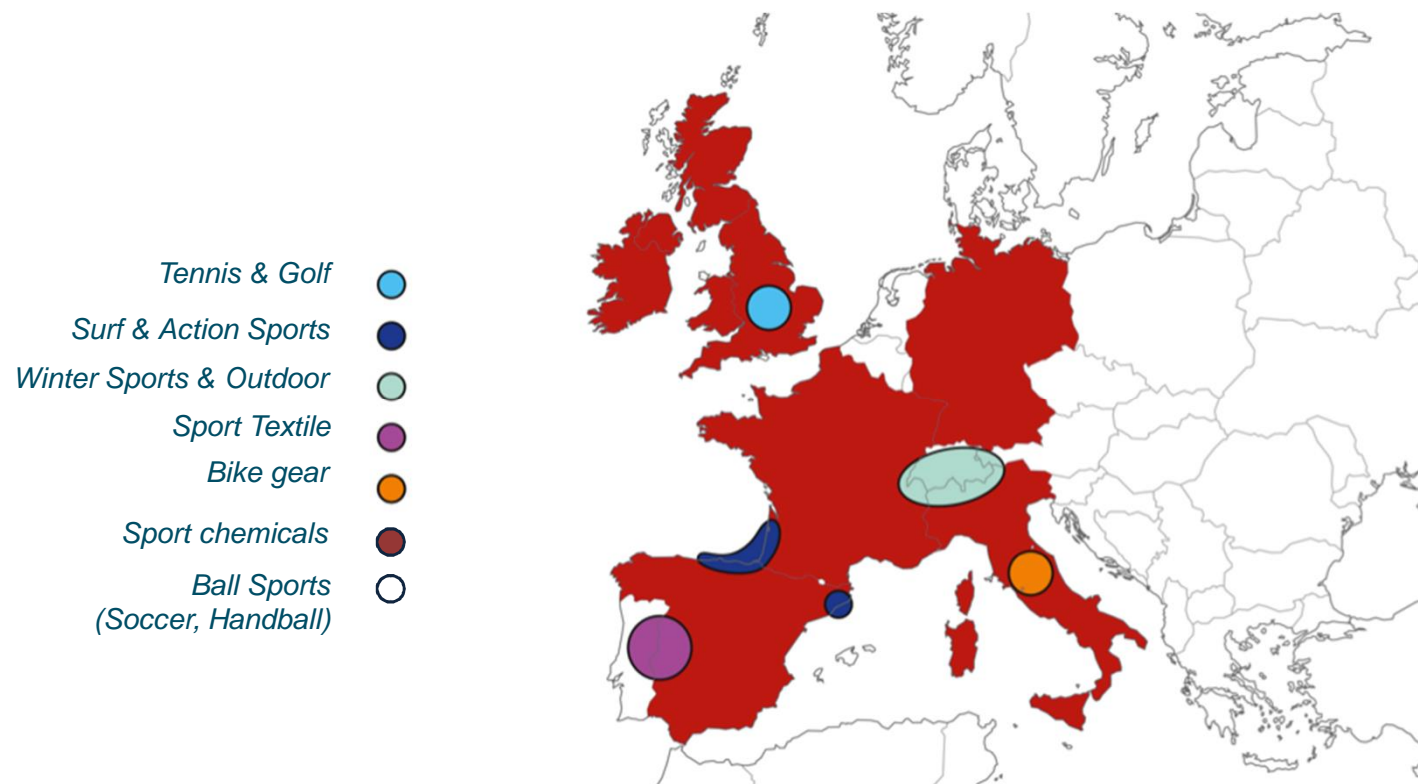 Tennis & Golf
Surf & Action Sports
Winter Sports & Outdoor
Sport Textile
Bike gear
Sport chemicals
Ball Sports
(Soccer, Handball)